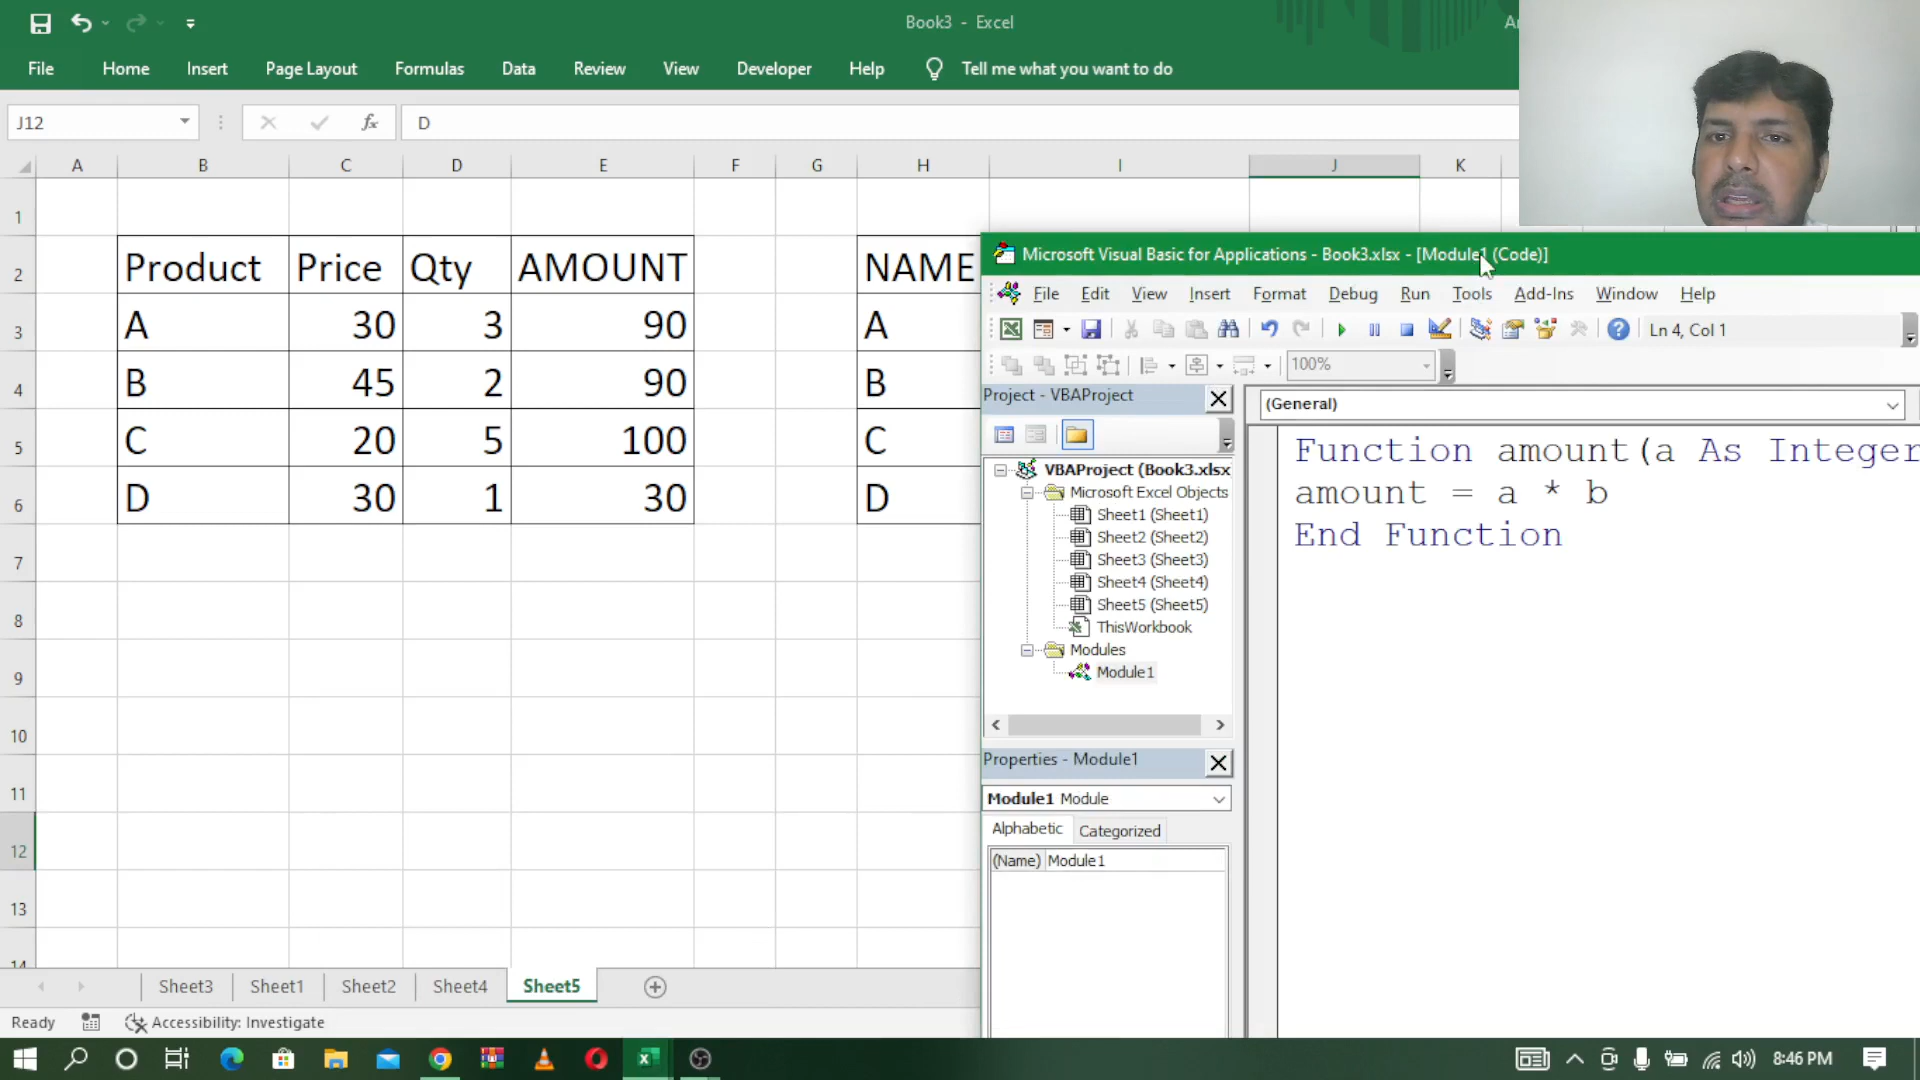 Book3 - Excel
File Home Insert Page Layout Formulas Data Review View Developer Help Tell me what you want to do
J12 fx D
A B C D E F G H I J K
1
2 Product Price Qty AMOUNT NAME
3 A 30 3 90 A
4 B 45 2 90 B
5 C 20 5 100 C
6 D 30 1 30 D
7
8
9
10
11
12
13
14
Microsoft Visual Basic for Applications - Book3.xlsx - [Module1 (Code)]
File Edit View Insert Format Debug Run Tools Add-Ins Window Help
Ln 4, Col 1
100%
Project - VBAProject
(General)
VBAProject (Book3.xlsx
Microsoft Excel Objects
Sheet1 (Sheet1)
Sheet2 (Sheet2)
Sheet3 (Sheet3)
Sheet4 (Sheet4)
Sheet5 (Sheet5)
ThisWorkbook
Modules
Module1
Function amount(a As Integer
amount = a * b
End Function
Properties - Module1
Module1 Module
Alphabetic Categorized
(Name) Module1
Sheet3 Sheet1 Sheet2 Sheet4 Sheet5
Ready Accessibility: Investigate
8:46 PM